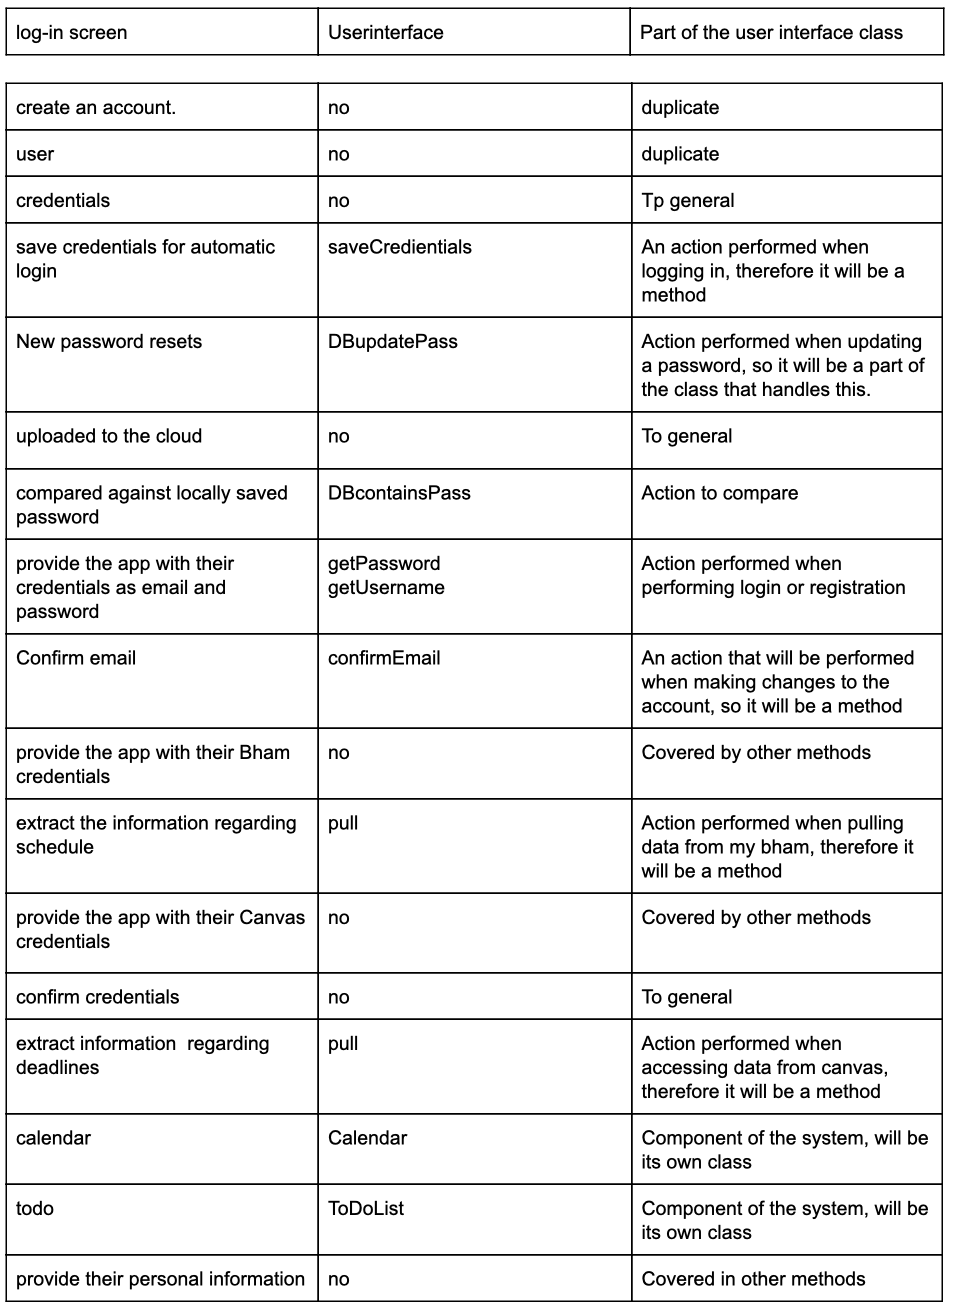 log-in screen Userinterface Part of the user interface class
create an account. no duplicate
user no duplicate
credentials no Tp general
save credentials for automatic saveCredientials An action performed when
login logging in, therefore it will be a
method
New password resets DBupdatePass Action performed when updating
a password, so it will be a part of
the class that handles this.
uploaded to the cloud no To general
compared against locally saved DBcontainsPass Action to compare
password
provide the app with their getPassword Action performed when
credentials as email and getUsername performing login or registration
password
Confirm email confirmEmail An action that will be performed
when making changes to the
account, so it will be a method
provide the app with their Bham no Covered by other methods
credentials
extract the information regarding pull Action performed when pulling
schedule data from my bham, therefore it
will be a method
provide the app with their Canvas no Covered by other methods
credentials
confirm credentials no To general
extract information  regarding pull Action performed when
deadlines accessing data from canvas,
therefore it will be a method
calendar Calendar Component of the system, will be
its own class
todo ToDoList Component of the system, will be
its own class
provide their personal information no Covered in other methods